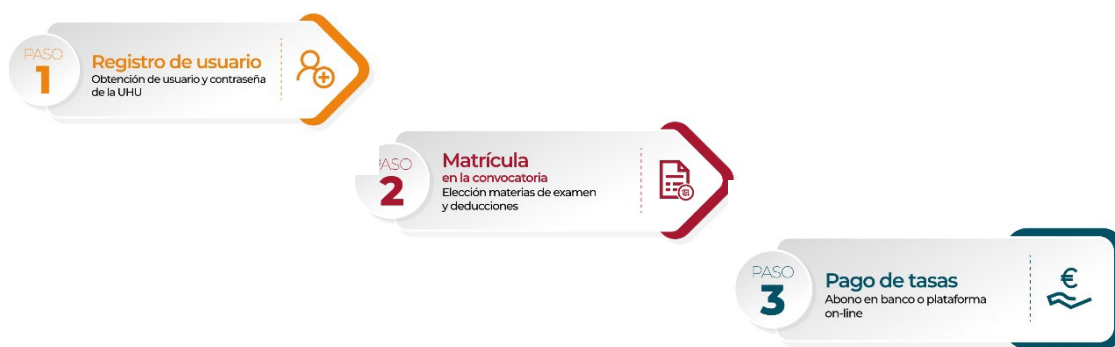 PASO
1
Registro de usuario
Obtención de usuario y contraseña
de la UHU
PASO
2
Matrícula
en la convocatoria
Elección materias de examen
y deducciones
PASO
3
Pago de tasas
Abono en banco o plataforma
on-line
€